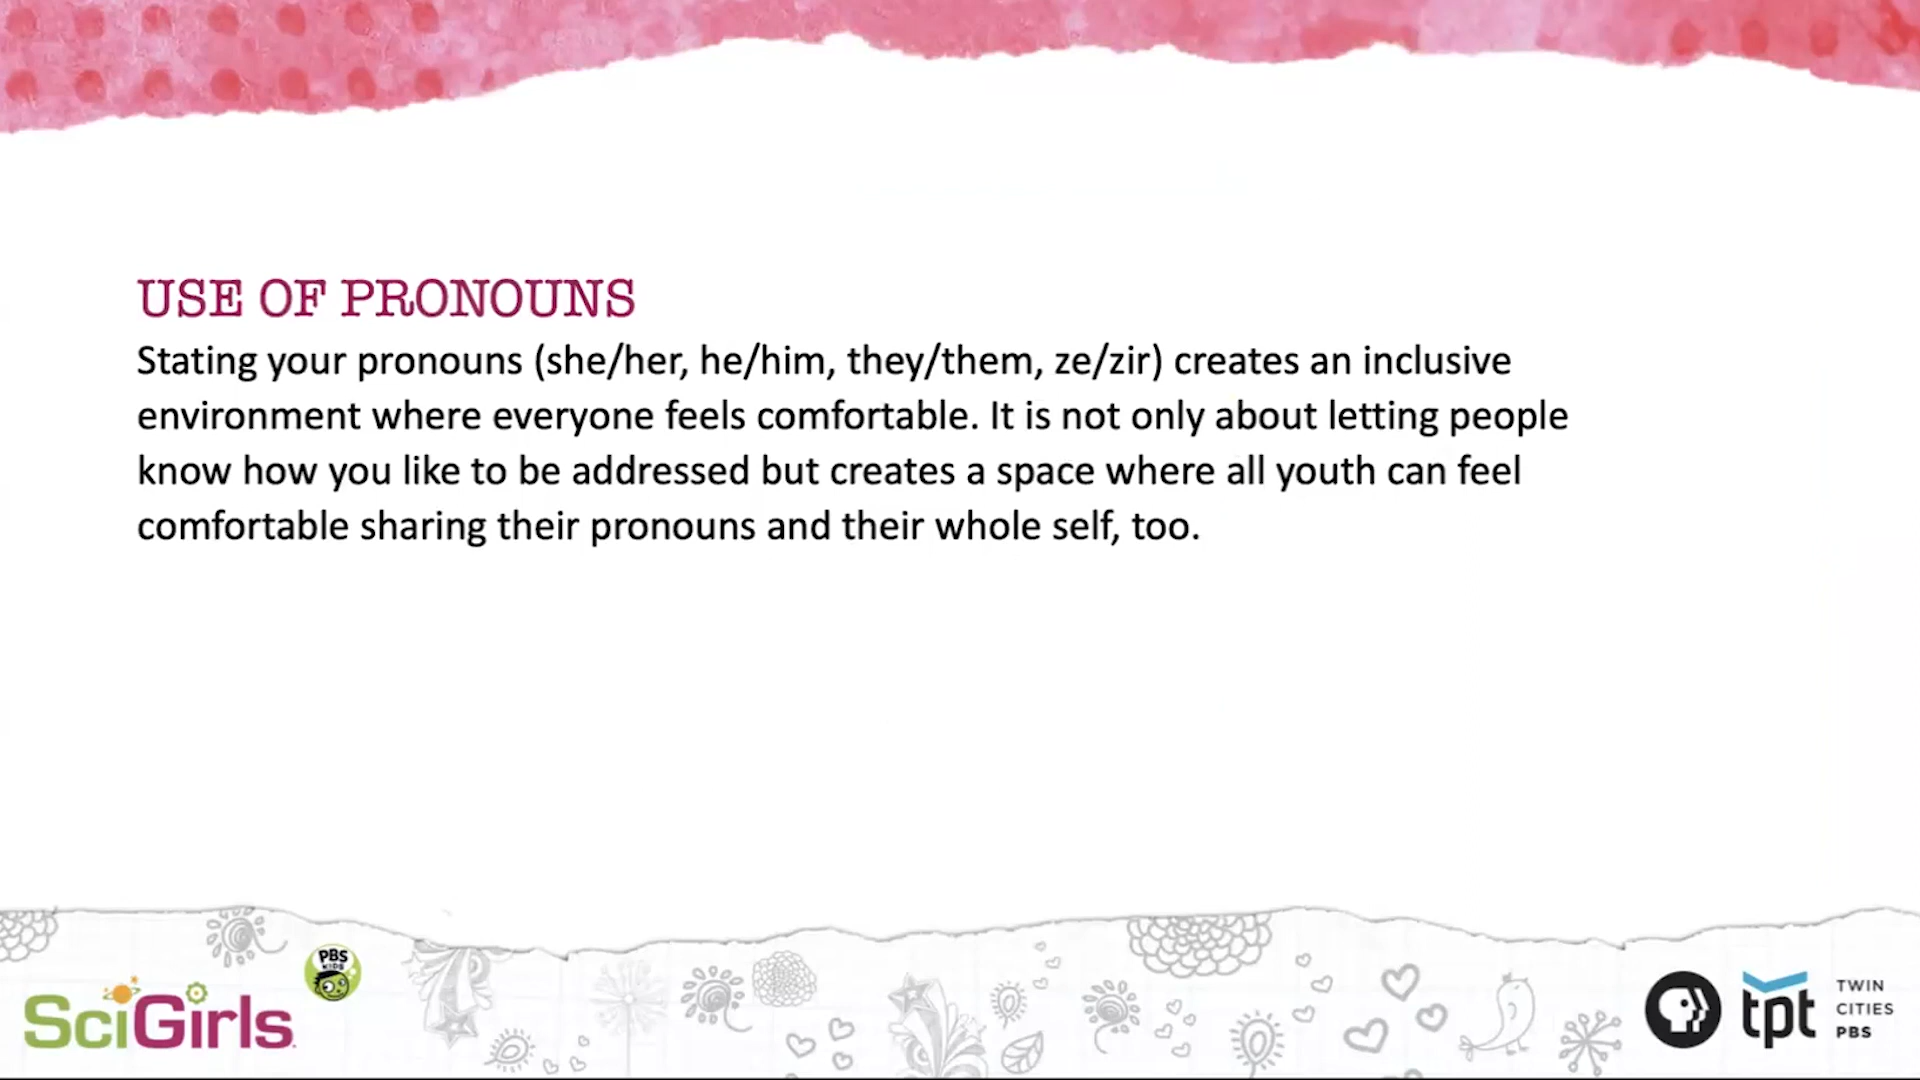 USE OF PRONOUNS
Stating your pronouns (she/her, he/him, they/them, ze/zir) creates an inclusive
environment where everyone feels comfortable. It is not only about letting people
know how you like to be addressed but creates a space where all youth can feel
comfortable sharing their pronouns and their whole self, too.
PBS
KIDS
SciGirls
tpt
TWIN
CITIES
PBS